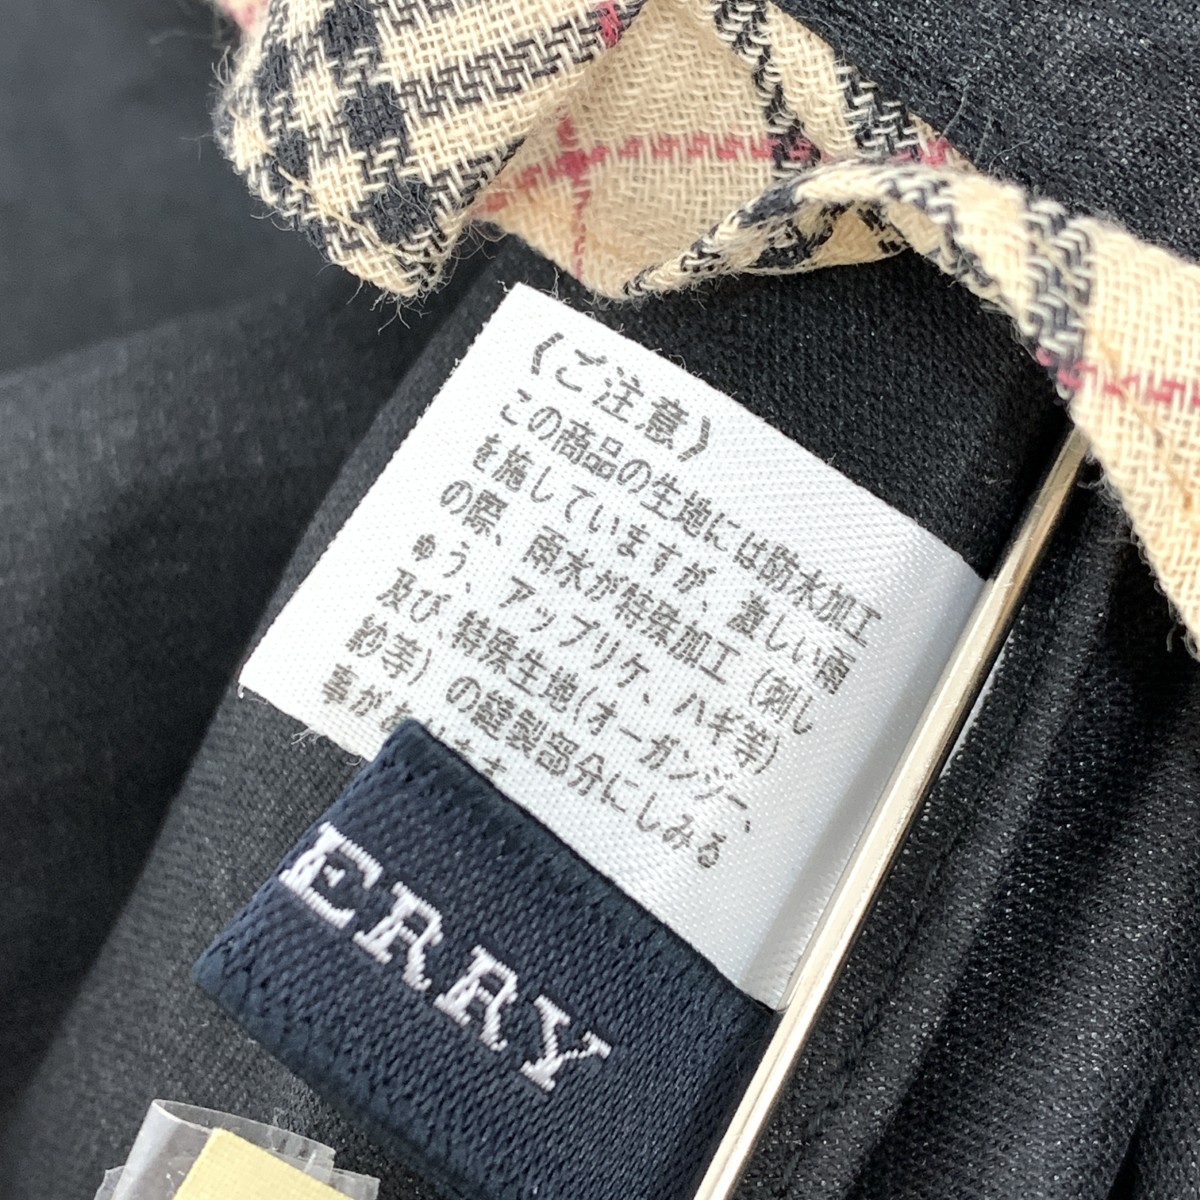 《ご注意》
この商品の生地には防水加工
を施していますが、激しい雨
の際、雨水が特殊加工（刺し
ゅう、アップリケ、ハギ等）
及び、特殊生地（オーガンジー、
紗等）の縫製部分にしみる
事が
ERRY